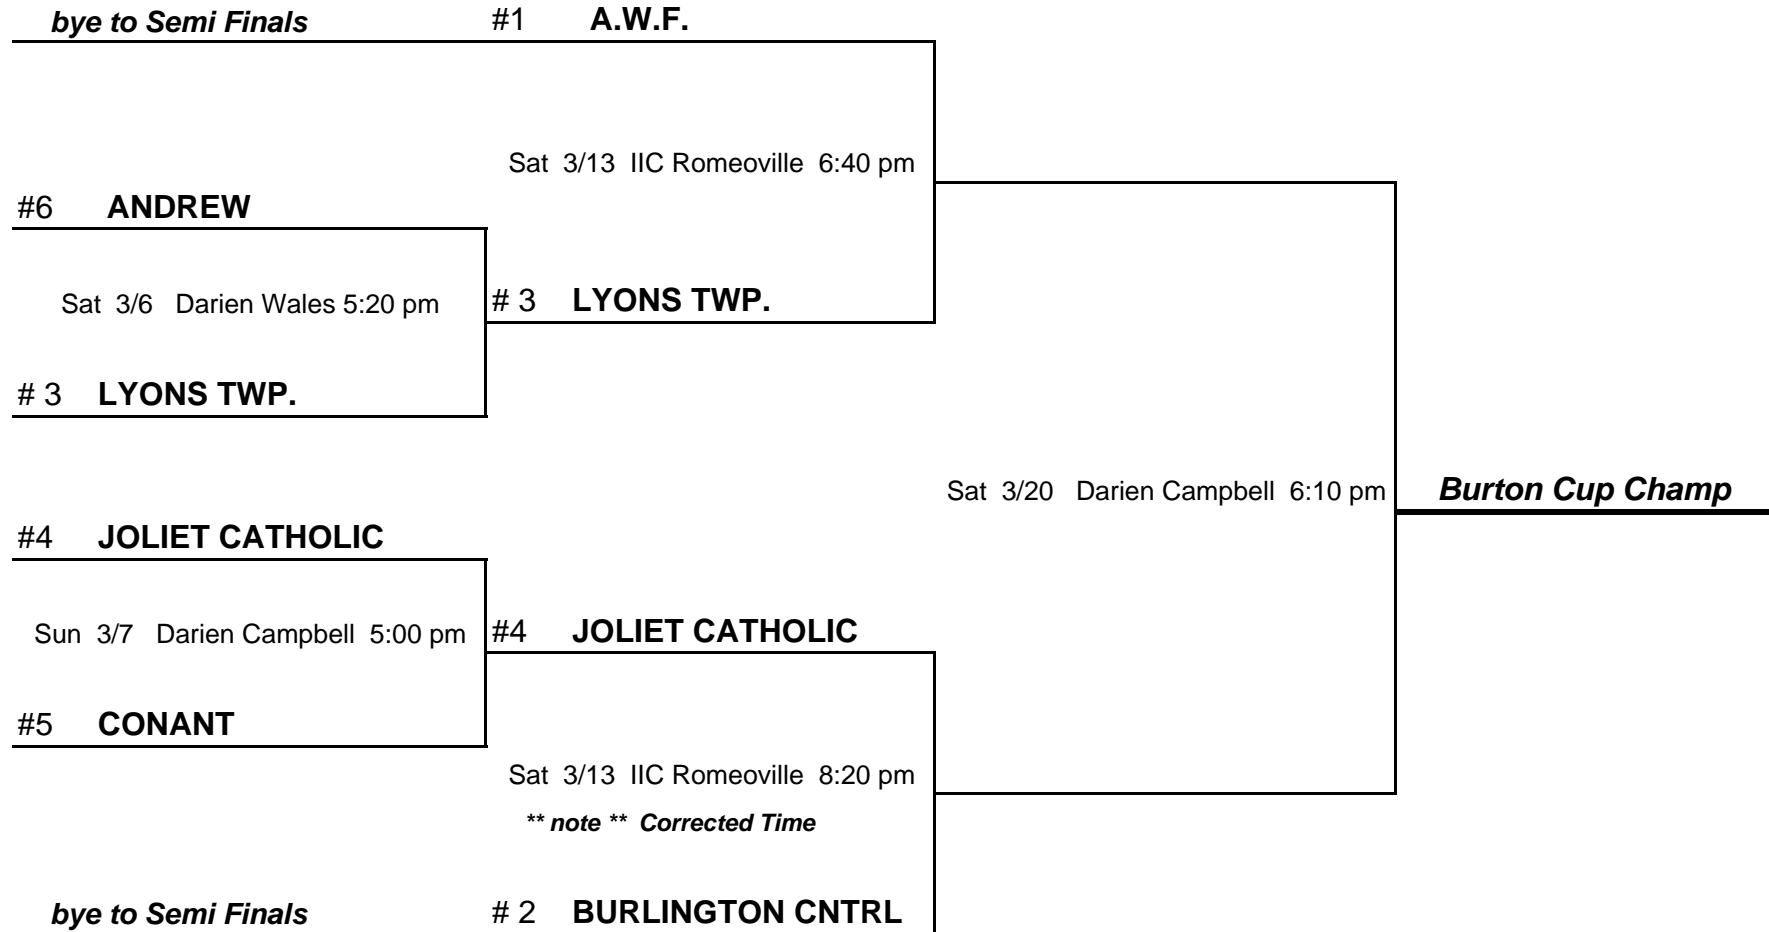 bye to Semi Finals #1 A.W.F.
Sat 3/13 IIC Romeoville 6:40 pm
#6 ANDREW
Sat 3/6 Darien Wales 5:20 pm # 3 LYONS TWP.
# 3 LYONS TWP.
Sat 3/20 Darien Campbell 6:10 pm Burton Cup Champ
#4 JOLIET CATHOLIC
Sun 3/7 Darien Campbell 5:00 pm #4 JOLIET CATHOLIC
#5 CONANT
Sat 3/13 IIC Romeoville 8:20 pm
** note ** Corrected Time
bye to Semi Finals # 2 BURLINGTON CNTRL